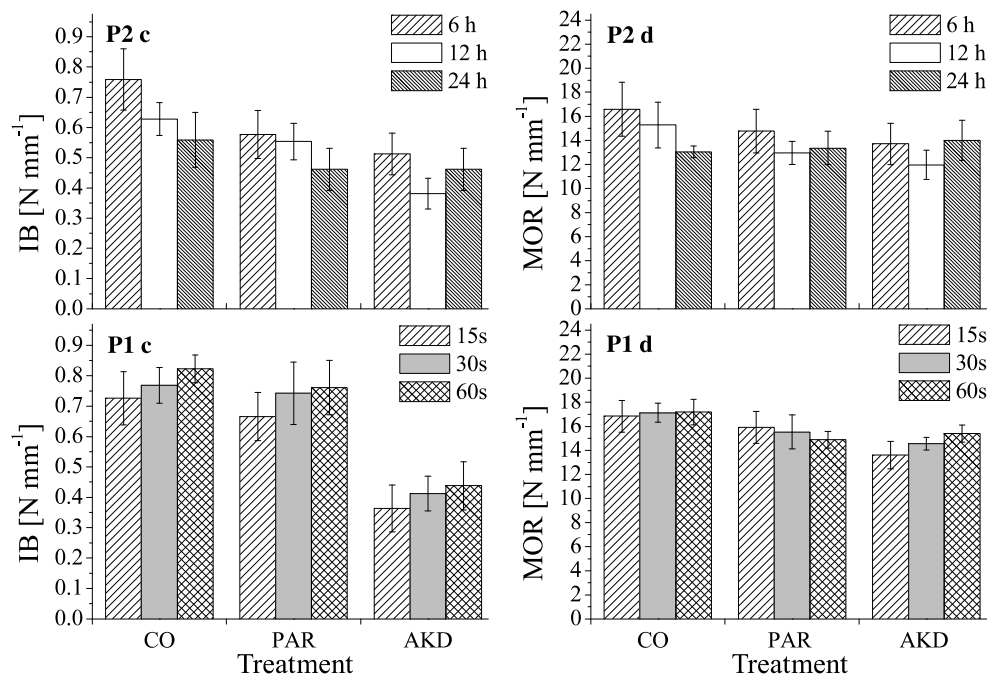 P2 c
6 h
12 h
24 h
IB [N mm-1]
0.9
0.8
0.7
0.6
0.5
0.4
0.3
0.2
0.1
0.0
P2 d
6 h
12 h
24 h
MOR [N mm-1]
24
22
20
18
16
14
12
10
8
6
4
2
0
P1 c
15s
30s
60s
IB [N mm-1]
0.9
0.8
0.7
0.6
0.5
0.4
0.3
0.2
0.1
0.0
CO PAR AKD
Treatment
P1 d
15s
30s
60s
MOR [N mm-1]
24
22
20
18
16
14
12
10
8
6
4
2
0
CO PAR AKD
Treatment